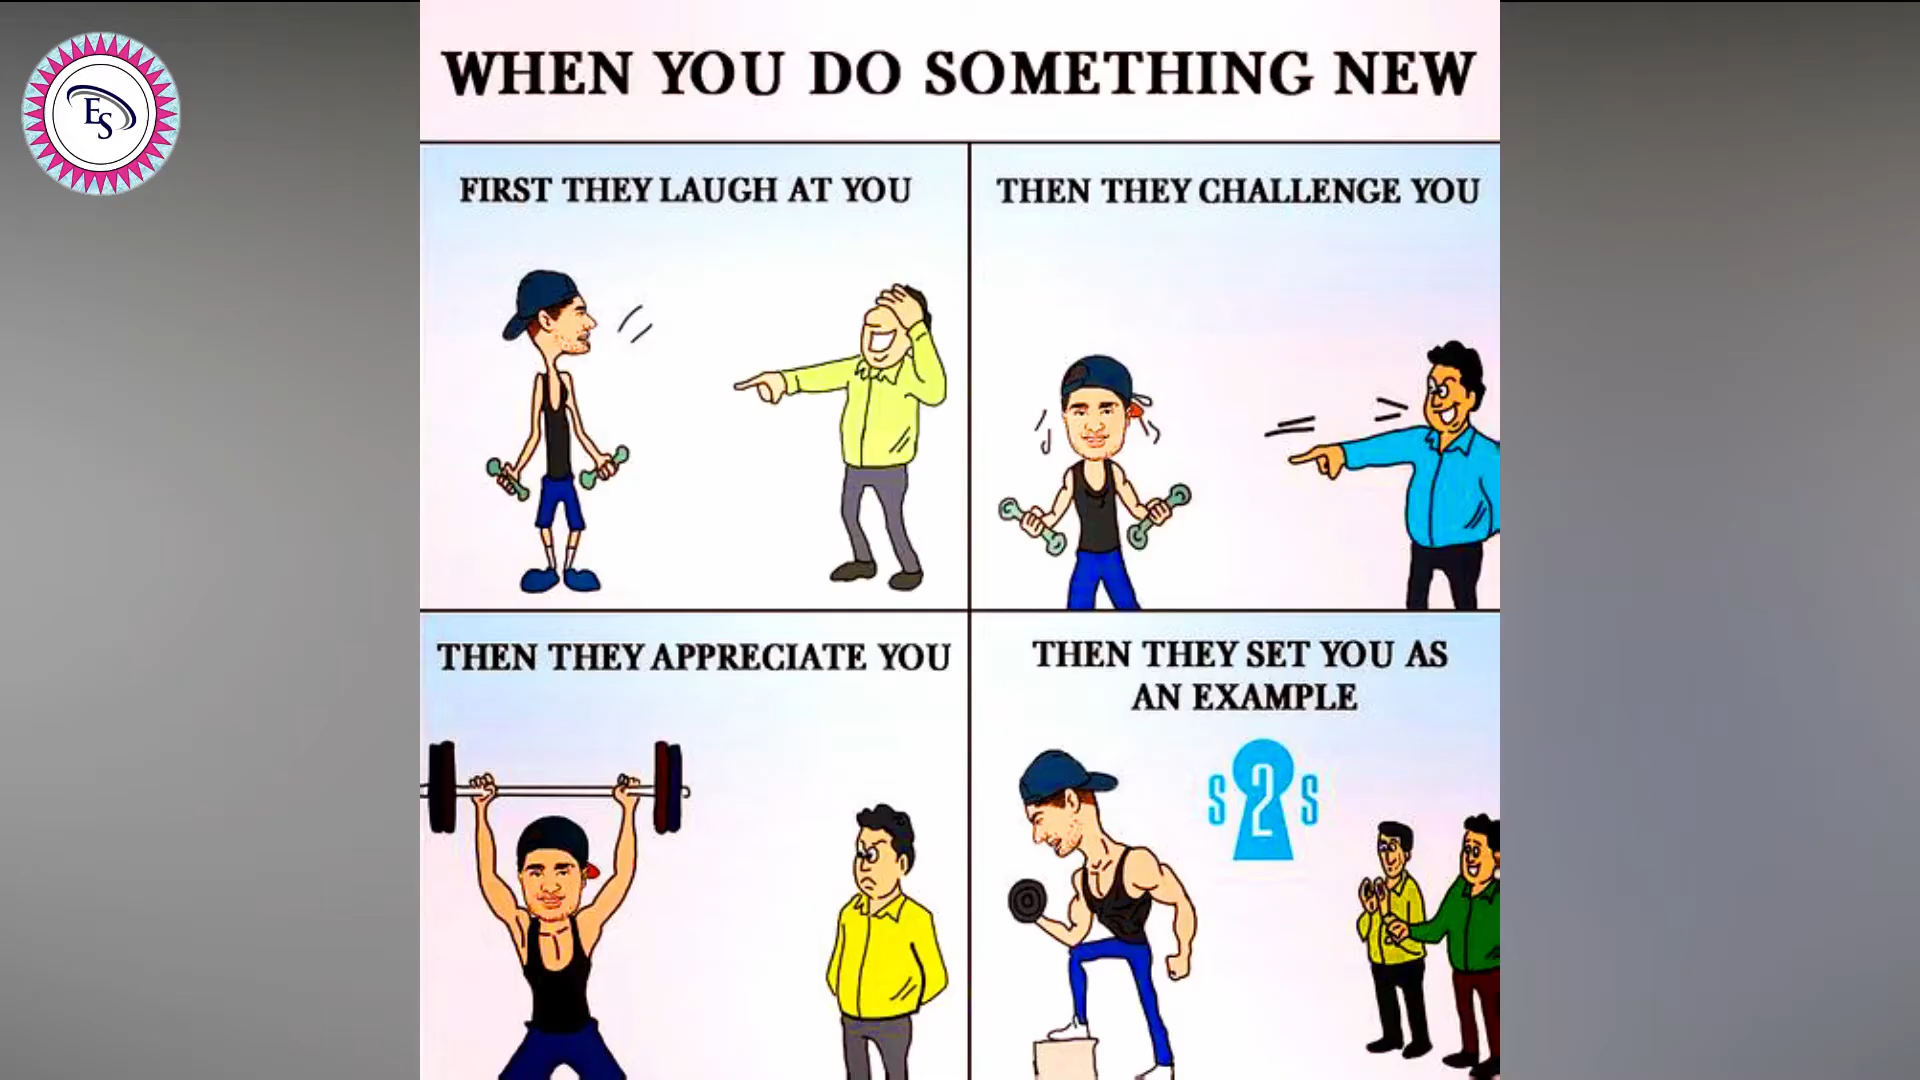 ES
WHEN YOU DO SOMETHING NEW
FIRST THEY LAUGH AT YOU
THEN THEY CHALLENGE YOU
THEN THEY APPRECIATE YOU
THEN THEY SET YOU AS
AN EXAMPLE
S2S